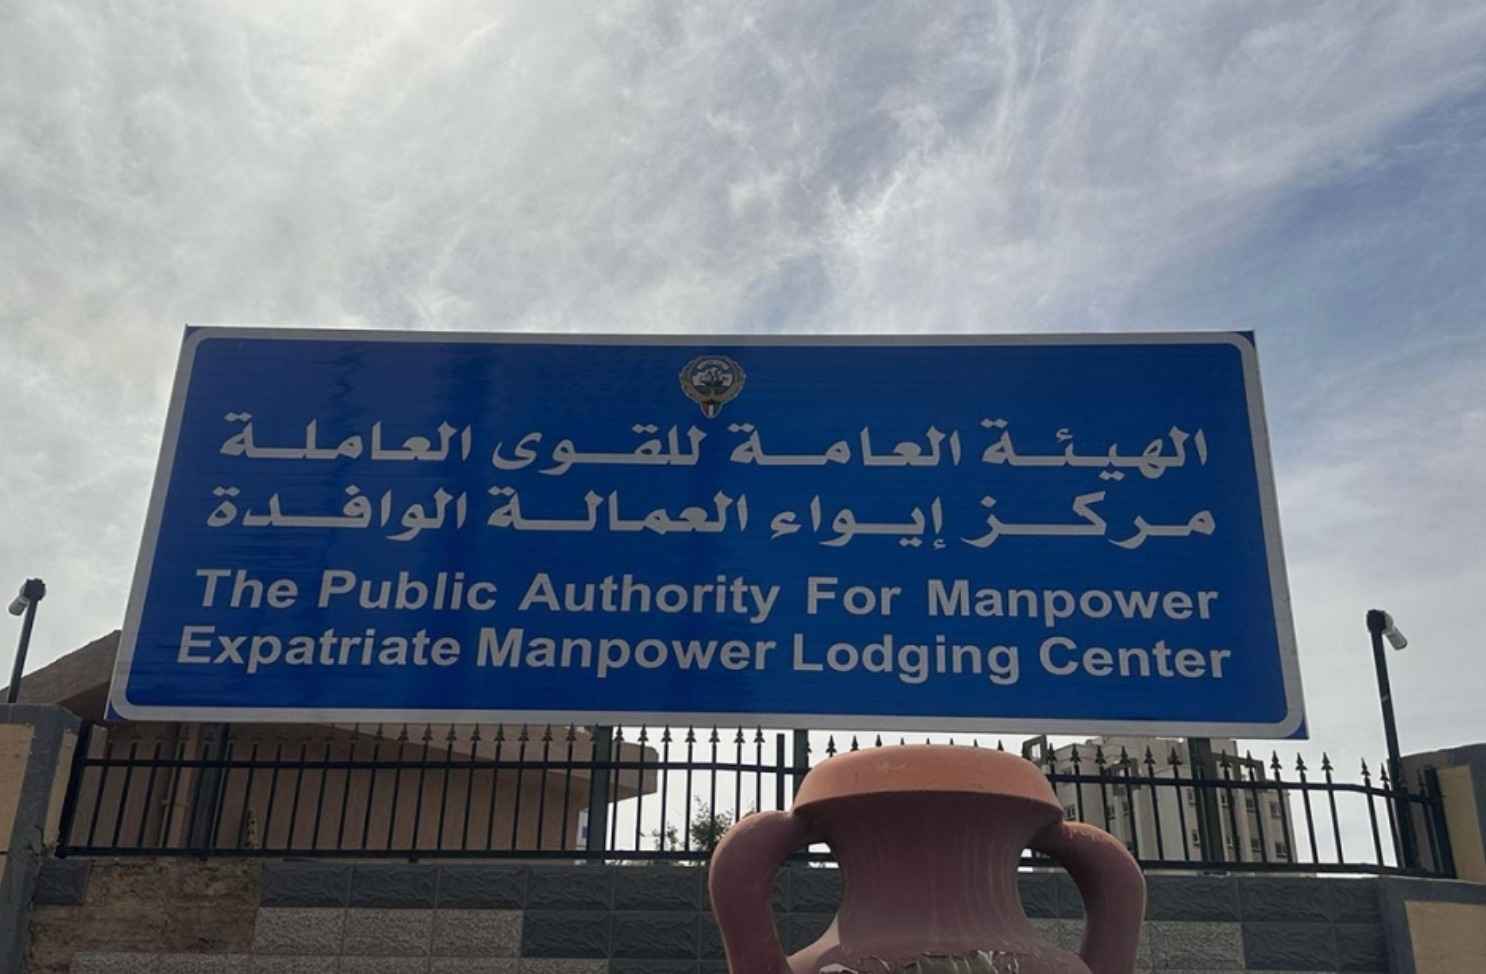 الهيئة العامة للقوى العاملة
مركز إيواء العمالة الوافدة
The Public Authority For Manpower
Expatriate Manpower Lodging Center